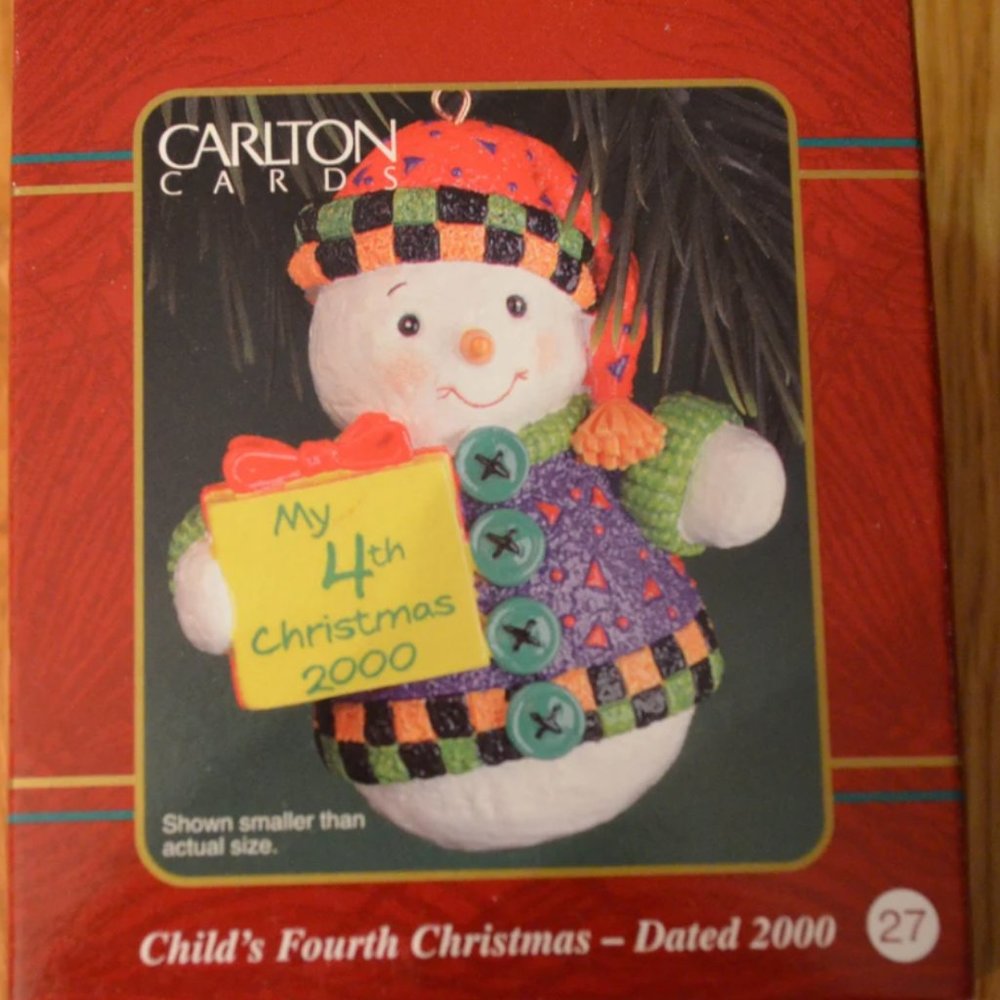 CARLTON
CARDS
My
4th
Christmas
2000
Shown smaller than
actual size.
Child's Fourth Christmas – Dated 2000
27